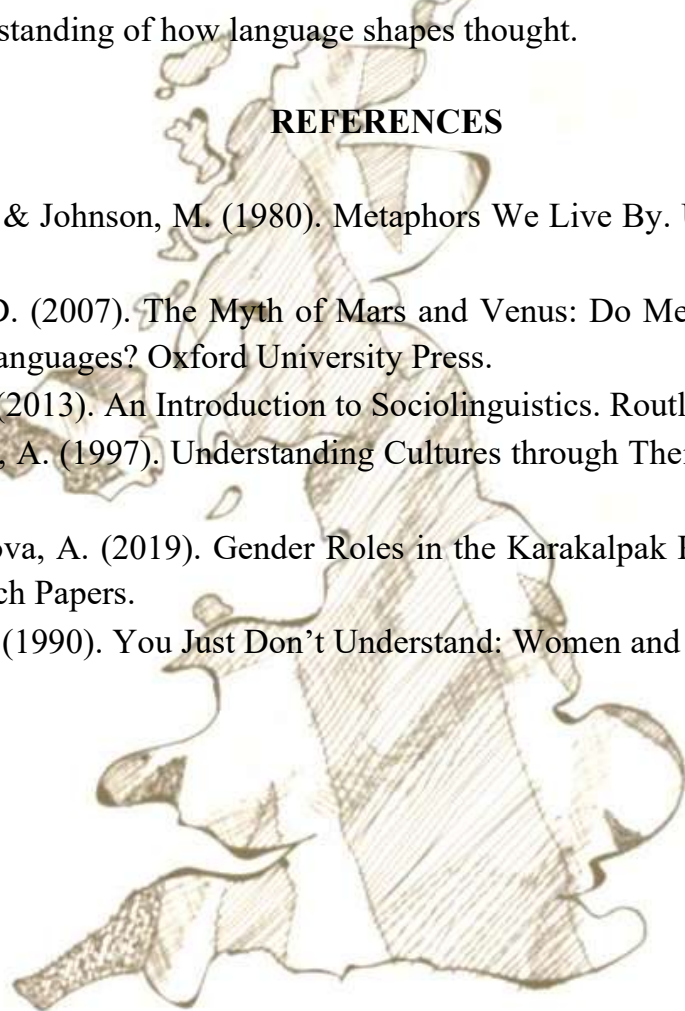 standing of how language shapes thought.
REFERENCES
& Johnson, M. (1980). Metaphors We Live By. U
D. (2007). The Myth of Mars and Venus: Do Me
anguages? Oxford University Press.
(2013). An Introduction to Sociolinguistics. Routl
, A. (1997). Understanding Cultures through Thei
ova, A. (2019). Gender Roles in the Karakalpak
ch Papers.
(1990). You Just Don’t Understand: Women and